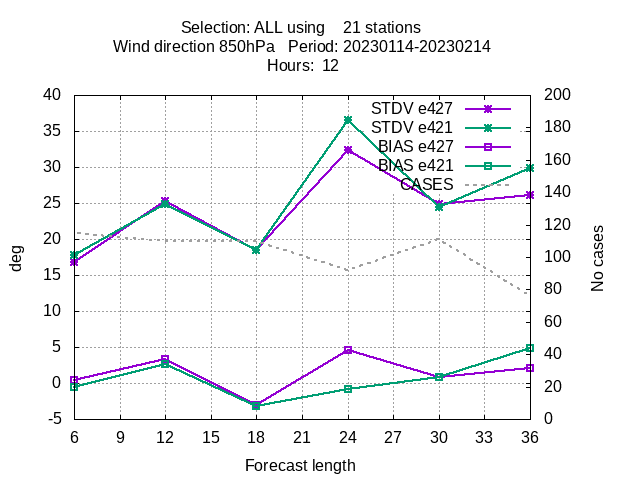 Selection: ALL using    21 stations
Wind direction 850hPa   Period: 20230114-20230214
Hours:  12
STDV e427
STDV e421
BIAS e427
BIAS e421
CASES
40
35
30
25
20
15
10
5
0
-5
deg
200
180
160
140
120
100
80
60
40
20
0
No cases
6 9 12 15 18 21 24 27 30 33 36
Forecast length